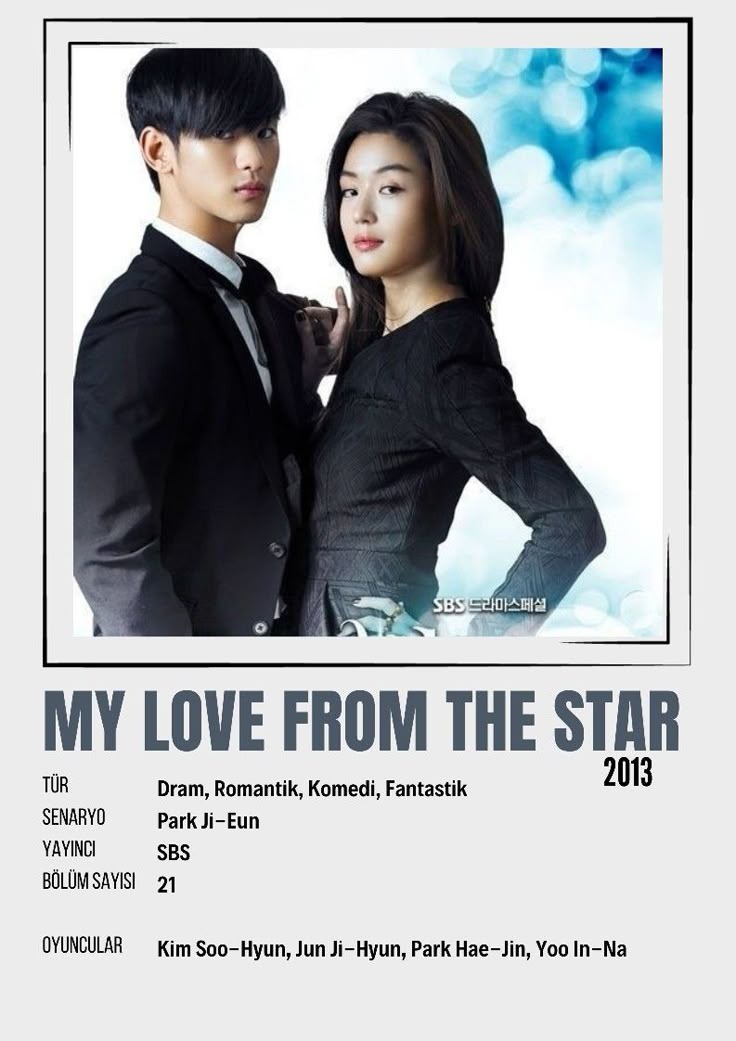 SBS 드라마스페셜
MY LOVE FROM THE STAR
2013
TÜR Dram, Romantik, Komedi, Fantastik
SENARYO Park Ji-Eun
YAYINCI SBS
BÖLÜM SAYISI 21
OYUNCULAR Kim Soo-Hyun, Jun Ji-Hyun, Park Hae-Jin, Yoo In-Na